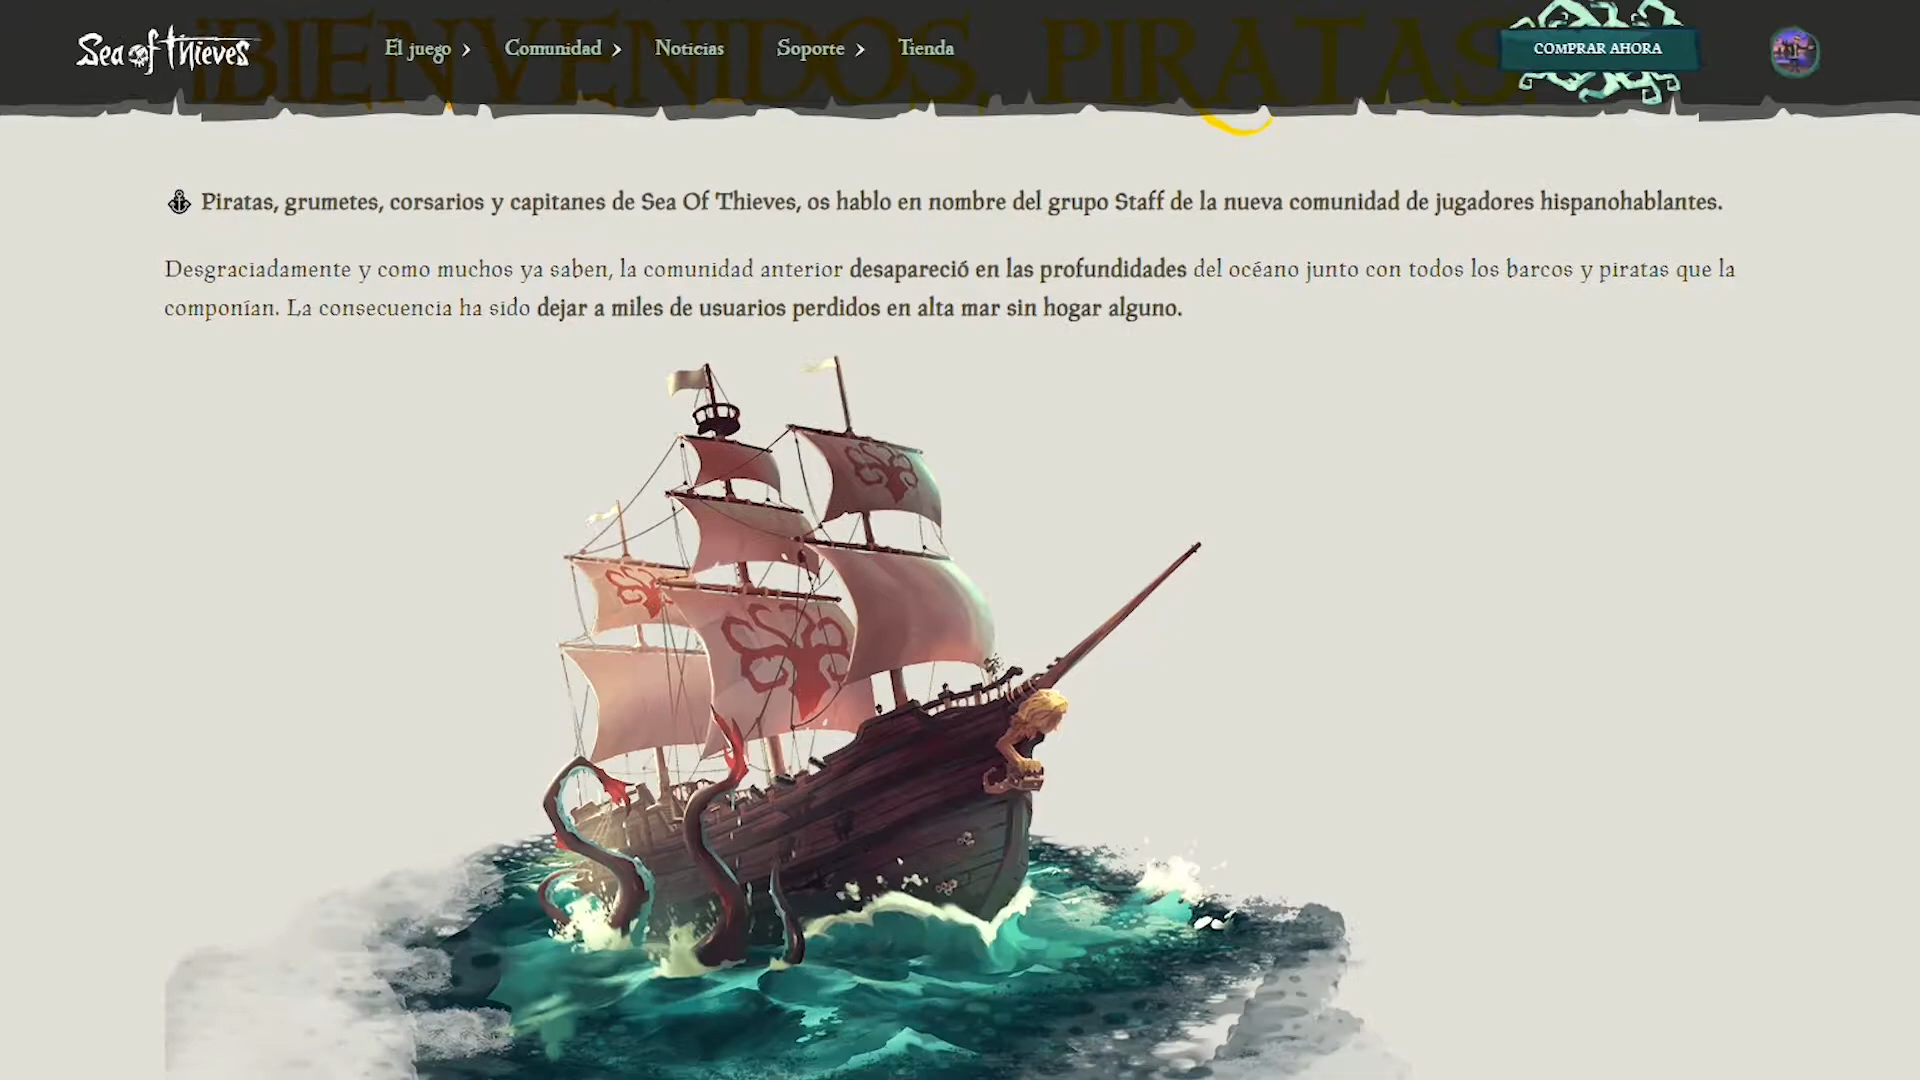 ¡BIENVENIDOS, PIRATAS
Sea of Thieves
El juego
Comunidad
Noticias
Soporte
Tienda
COMPRAR AHORA
Piratas, grumetes, corsarios y capitanes de Sea Of Thieves, os hablo en nombre del grupo Staff de la nueva comunidad de jugadores hispanohablantes.
Desgraciadamente y como muchos ya saben, la comunidad anterior desapareció en las profundidades del océano junto con todos los barcos y piratas que la
componían. La consecuencia ha sido dejar a miles de usuarios perdidos en alta mar sin hogar alguno.